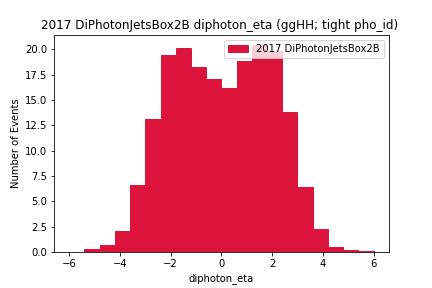 2017 DiPhotonJetsBox2B diphoton_eta (ggHH; tight pho_id)
2017 DiPhotonJetsBox2B
Number of Events
20.0
17.5
15.0
12.5
10.0
7.5
5.0
2.5
0.0
−6 −4 −2 0 2 4 6
diphoton_eta